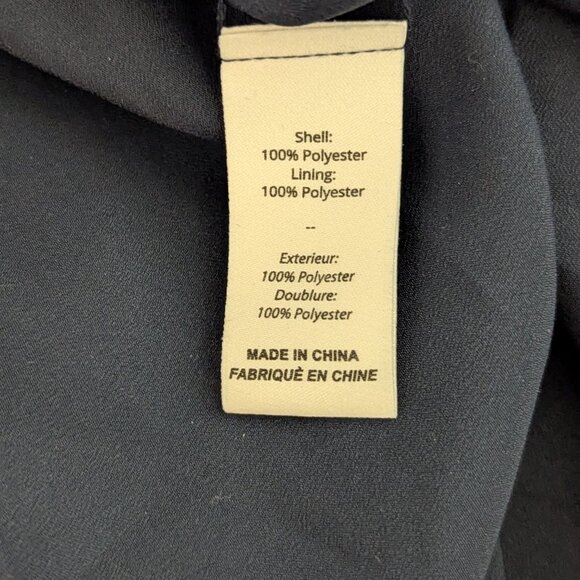 Shell:
100% Polyester
Lining:
100% Polyester
--
Exterieur:
100% Polyester
Doublure:
100% Polyester
MADE IN CHINA
FABRIQUÈ EN CHINE